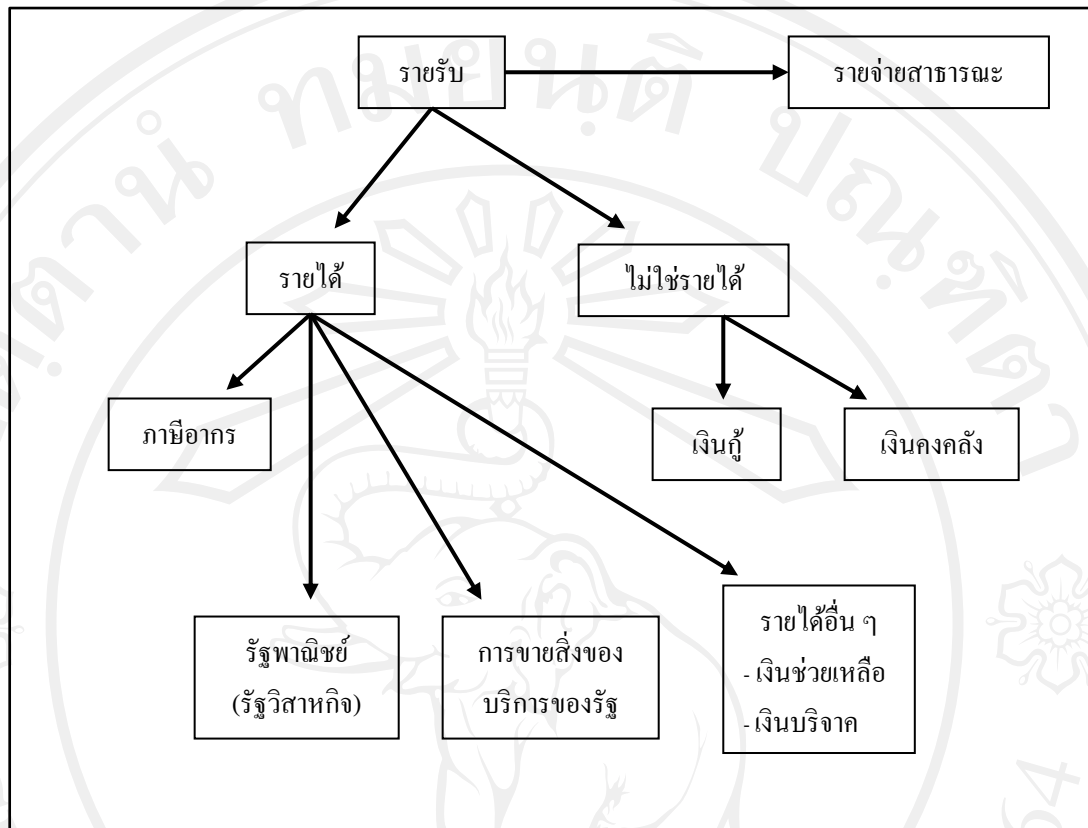 รายรับ
รายจ่ายสาธารณะ
รายได้
ไม่ใช่รายได้
ภาษีอากร
เงินกู้
เงินคงคลัง
รัฐพาณิชย์
(รัฐวิสาหกิจ)
การขายสิ่งของ
บริการของรัฐ
รายได้อื่น ๆ
- เงินช่วยเหลือ
- เงินบริจาค